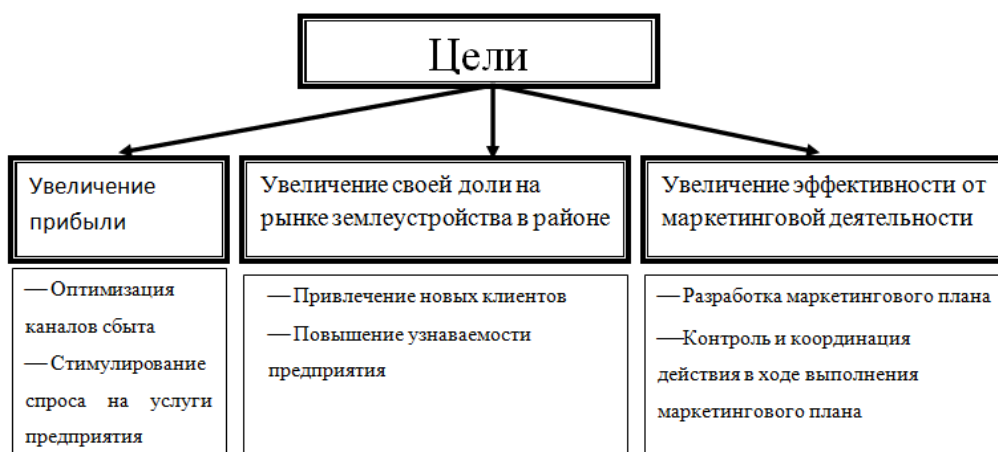 Цели
Увеличение
прибыли
Увеличение своей доли на
рынке землеустройства в районе
Увеличение эффективности от
маркетинговой деятельности
— Оптимизация
каналов сбыта
— Стимулирование
спроса на услуги
предприятия
— Привлечение новых клиентов
— Повышение узнаваемости
предприятия
— Разработка маркетингового плана
—Контроль и координация
действия в ходе выполнения
маркетингового плана